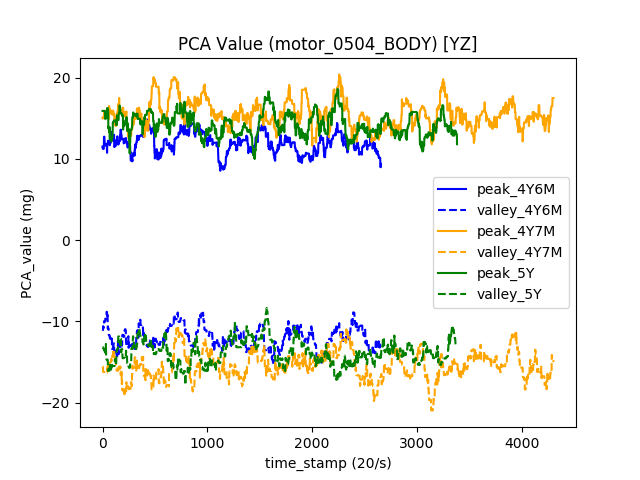 PCA Value (motor_0504_BODY) [YZ]
PCA_value (mg)
20
10
0
−10
−20
peak_4Y6M
valley_4Y6M
peak_4Y7M
valley_4Y7M
peak_5Y
valley_5Y
0 1000 2000 3000 4000
time_stamp (20/s)